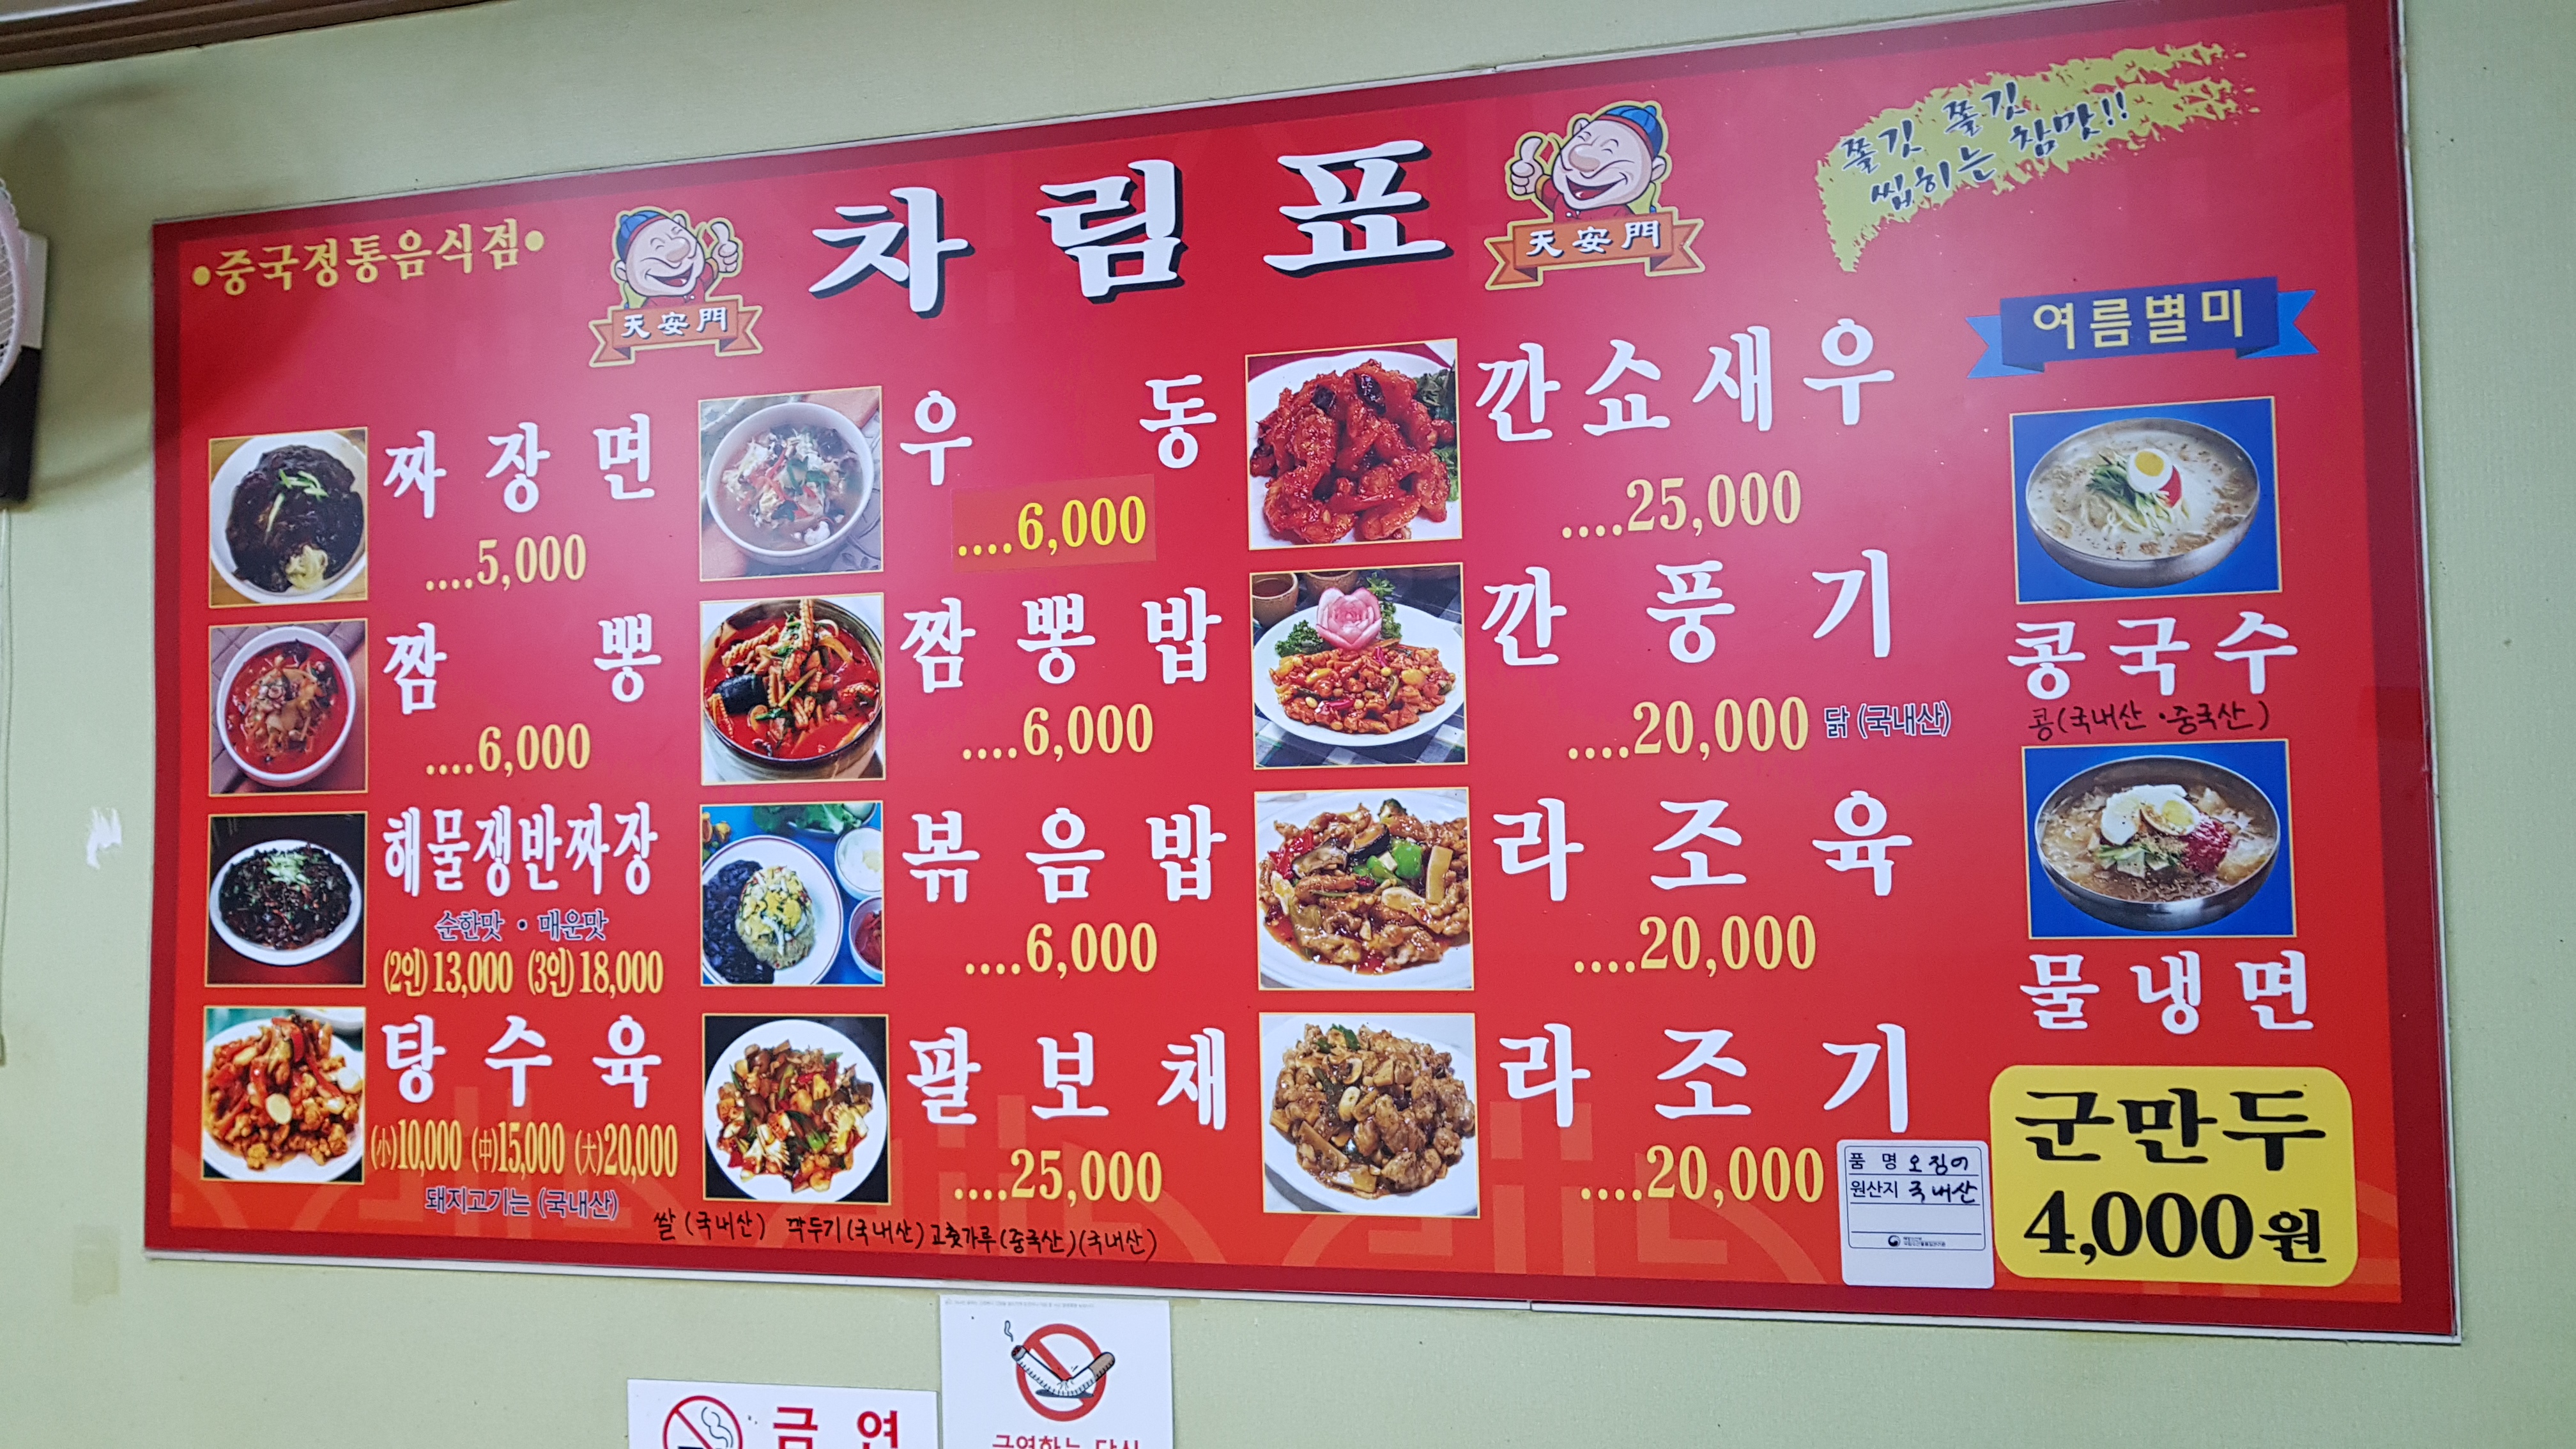 •중국정통음식점•
天安門
차림표
天安門
쫄깃 쫄깃
씹히는 참맛!!
짜장면
....5,000
짬뽕
....6,000
해물쟁반짜장
순한맛 • 매운맛
(2인)13,000 (3인)18,000
탕수육
(小)10,000 (中)15,000 (大)20,000
돼지고기는 (국내산)
우동
....6,000
짬뽕밥
....6,000
볶음밥
....6,000
팔보채
....25,000
쌀 (국내산) 깍두기(국내산) 고춧가루(중국산)(국내산)
깐쇼새우
....25,000
깐풍기
....20,000 닭 (국내산)
라조육
....20,000
라조기
....20,000
품 명 오징어
원산지 국내산
여름별미
콩국수
콩(국내산 · 중국산)
물냉면
군만두
4,000원
금 연